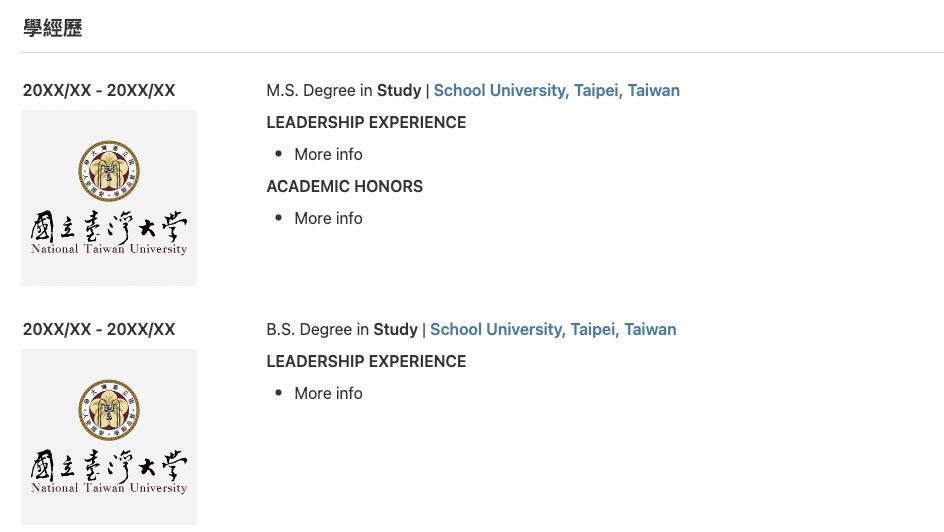 學經歷
20XX/XX - 20XX/XX
M.S. Degree in Study | School University, Taipei, Taiwan
LEADERSHIP EXPERIENCE
• More info
ACADEMIC HONORS
• More info
國立臺灣大学
National Taiwan University
20XX/XX - 20XX/XX
B.S. Degree in Study | School University, Taipei, Taiwan
LEADERSHIP EXPERIENCE
• More info
國立臺灣大学
National Taiwan University